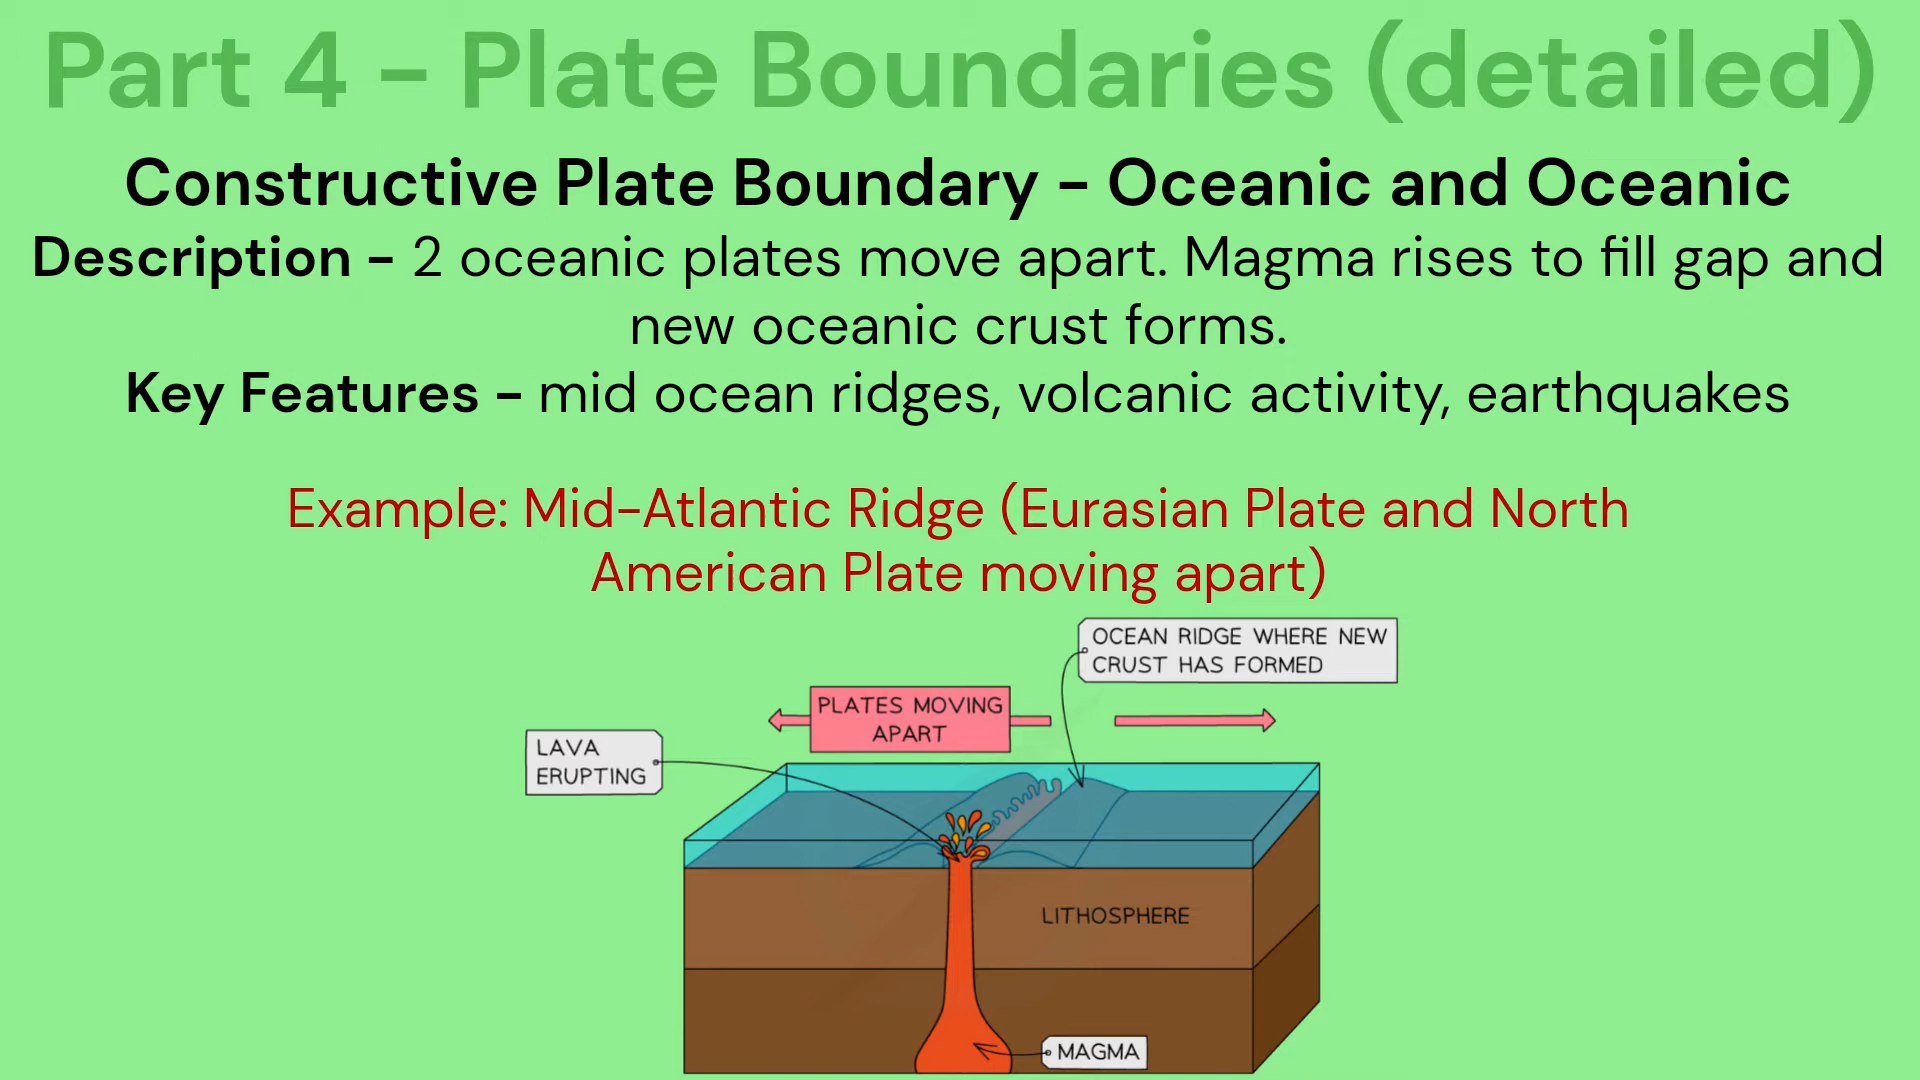 Part 4 - Plate Boundaries (detailed)
Constructive Plate Boundary - Oceanic and Oceanic
Description - 2 oceanic plates move apart. Magma rises to fill gap and
new oceanic crust forms.
Key Features - mid ocean ridges, volcanic activity, earthquakes
Example: Mid-Atlantic Ridge (Eurasian Plate and North
American Plate moving apart)
OCEAN RIDGE WHERE NEW
CRUST HAS FORMED
PLATES MOVING
APART
LAVA
ERUPTING
LITHOSPHERE
MAGMA